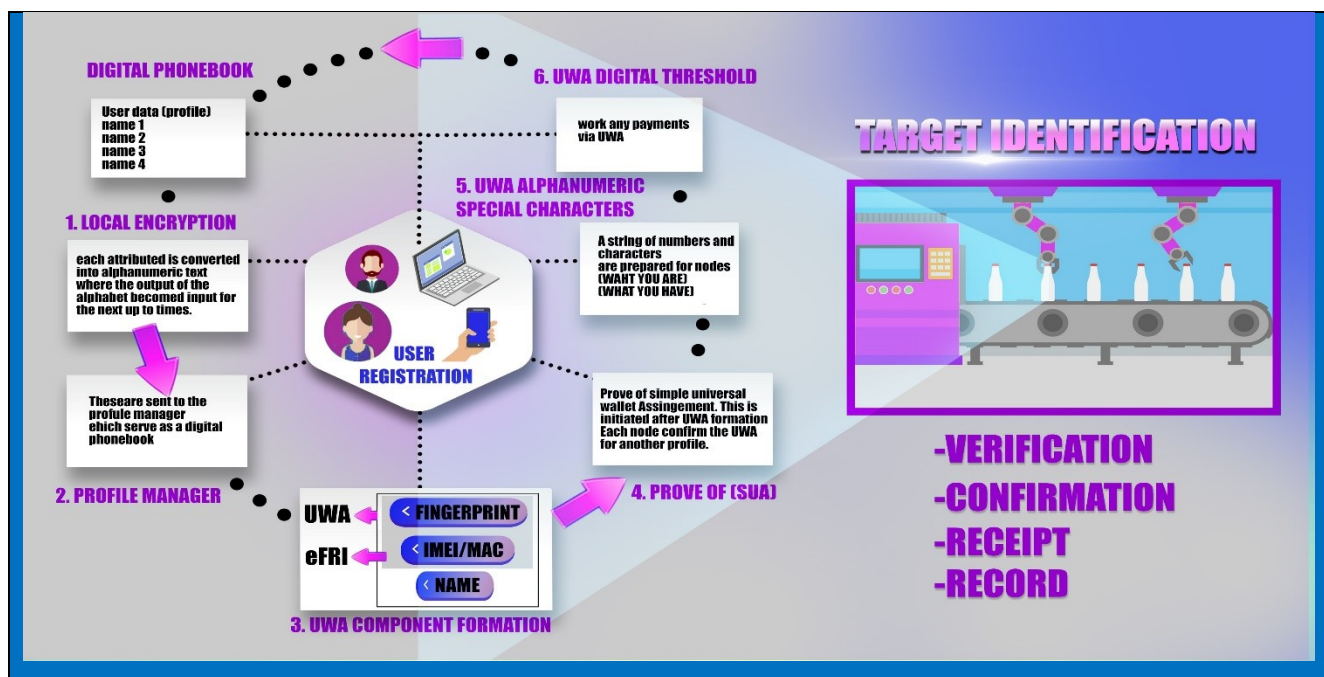 DIGITAL PHONEBOOK
User data (profile)
name 1
name 2
name 3
name 4
1. LOCAL ENCRYPTION
each attributed is converted
into alphanumeric text
where the output of the
alphabet becomed input for
the next up to times.
Theseare sent to the
profule manager
ehich serve as a digital
phonebook
2. PROFILE MANAGER
UWA
eFRI
< FINGERPRINT
< IMEI/MAC
< NAME
3. UWA COMPONENT FORMATION
Prove of simple universal
wallet Assingement. This is
initiated after UWA formation
Each node confirm the UWA
for another profile.
4. PROVE OF (SUA)
5. UWA ALPHANUMERIC
SPECIAL CHARACTERS
A string of numbers and
characters
are prepared for nodes
(WAHT YOU ARE)
(WHAT YOU HAVE)
6. UWA DIGITAL THRESHOLD
work any payments
via UWA
USER
REGISTRATION
TARGET IDENTIFICATION
-VERIFICATION
-CONFIRMATION
-RECEIPT
-RECORD